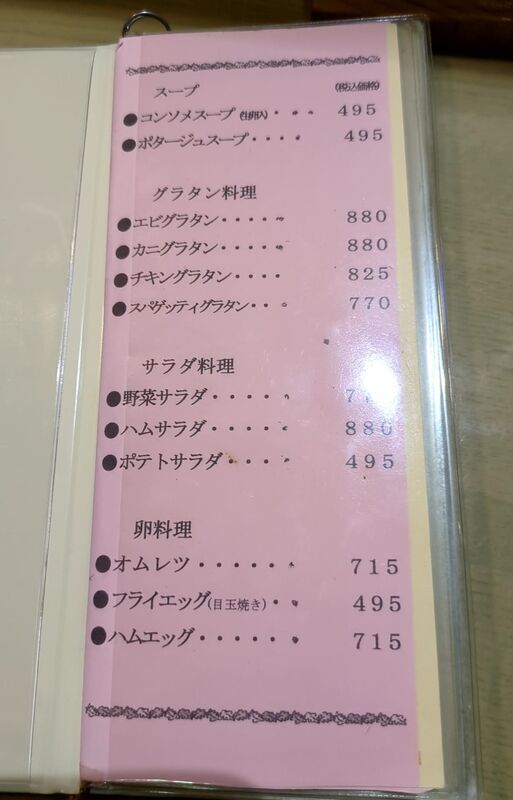 スープ (税込価格)
●コンソメスープ ・・・ 495
●ポタージュスープ・・・・ 495
グラタン料理
●エビグラタン・・・・。 880
●カニグラタン・・・・。 880
●チキングラタン・・・・ 825
●スパゲッティグラタン・・。 770
サラダ料理
●野菜サラダ・・・・。
●ハムサラダ・・・・。 880
●ポテトサラダ・・・・。 495
卵料理
●オムレツ・・・・・・ 715
●フライエッグ(目玉焼き)・・ 495
●ハムエッグ・・・・・・ 715